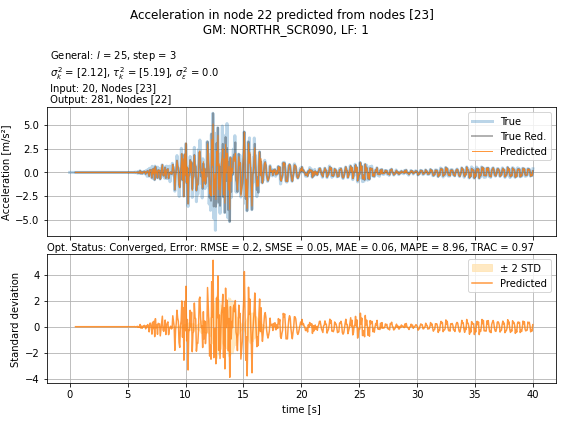 Acceleration in node 22 predicted from nodes [23]
GM: NORTHR_SCR090, LF: 1
General: l = 25, step = 3
σ²ₖ = [2.12], τ²ₖ = [5.19], σ²ε = 0.0
Input: 20, Nodes [23]
Output: 281, Nodes [22]
Acceleration [m/s²]
5.0
2.5
0.0
−2.5
−5.0
True
True Red.
Predicted
Opt. Status: Converged, Error: RMSE = 0.2, SMSE = 0.05, MAE = 0.06, MAPE = 8.96, TRAC = 0.97
Standard deviation
4
2
0
−2
−4
± 2 STD
Predicted
0 5 10 15 20 25 30 35 40
time [s]